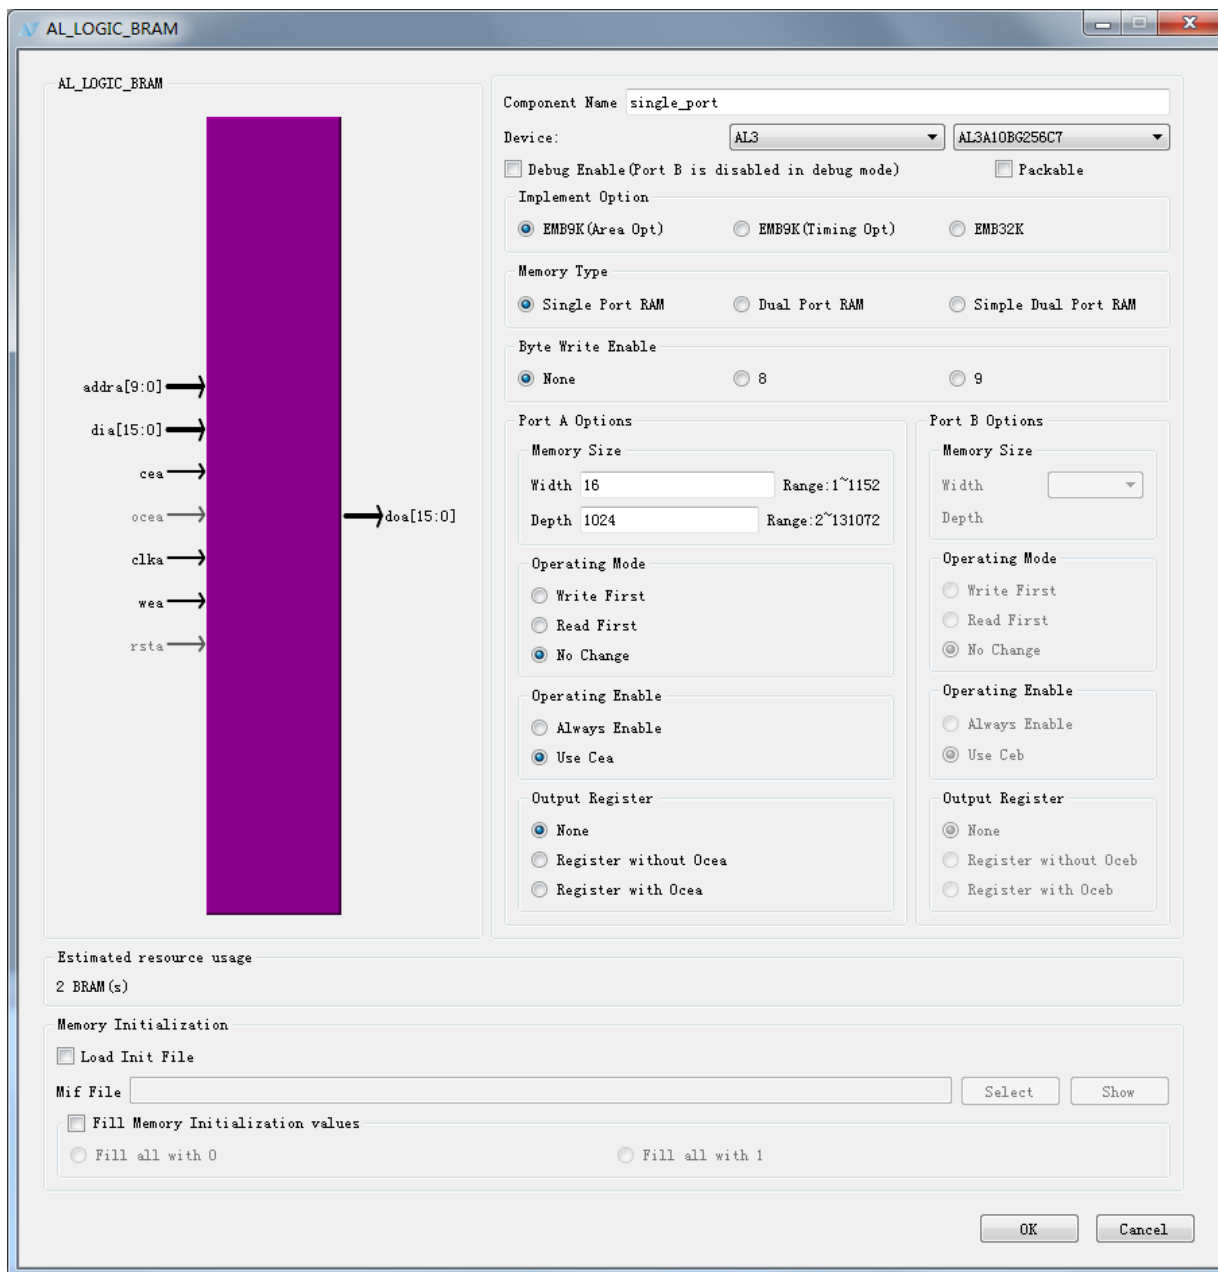 AL_LOGIC_BRAM
AL_LOGIC_BRAM
addra[9:0]
dia[15:0]
cea
ocea
clka
wea
rsta
doa[15:0]
Component Name single_port
Device: AL3 AL3A10BG256C7
Debug Enable(Port B is disabled in debug mode) Packable
Implement Option
EMB9K(Area Opt) EMB9K(Timing Opt) EMB32K
Memory Type
Single Port RAM Dual Port RAM Simple Dual Port RAM
Byte Write Enable
None 8 9
Port A Options
Memory Size
Width 16 Range:1~1152
Depth 1024 Range:2~131072
Operating Mode
Write First
Read First
No Change
Operating Enable
Always Enable
Use Cea
Output Register
None
Register without Ocea
Register with Ocea
Port B Options
Memory Size
Width
Depth
Operating Mode
Write First
Read First
No Change
Operating Enable
Always Enable
Use Ceb
Output Register
None
Register without Oceb
Register with Oceb
Estimated resource usage
2 BRAM(s)
Memory Initialization
Load Init File
Mif File Select Show
Fill Memory Initialization values
Fill all with 0 Fill all with 1
OK Cancel